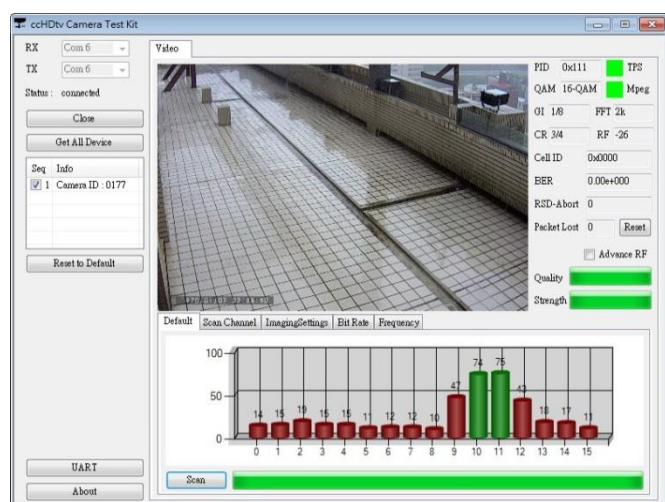 ccHDtv Camera Test Kit
RX Com 6
TX Com 6
Status : connected
Close
Get All Device
Seq Info
1 Camera ID : 0177
Reset to Default
UART
About
Video
PID 0x111 TPS
QAM 16-QAM Mpeg
GI 1/8 FFT 2k
CR 3/4 RF -26
Cell ID 0x0000
BER 0.00e+000
RSD-Abort 0
Packet Lost 0 Reset
Advance RF
Quality
Strength
Default Scan Channel ImagingSettings Bit Rate Frequency
100
50
0
14 15 19 15 15 11 12 12 10 47 74 75 43 18 17 11
0 1 2 3 4 5 6 7 8 9 10 11 12 13 14 15
Scan